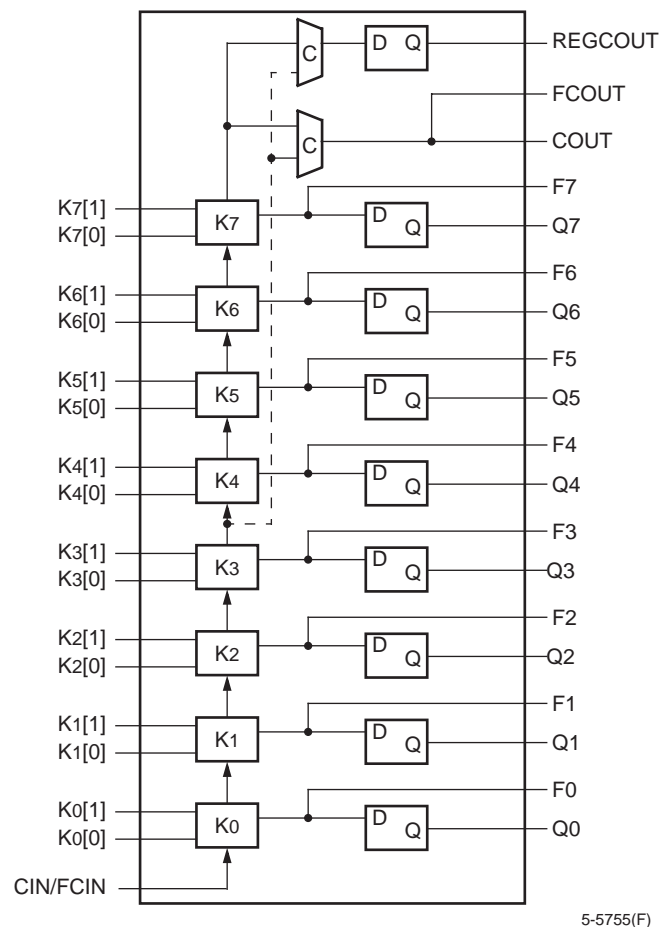 C
D Q
REGCOUT
FCOUT
C
COUT
F7
K7[1]
K7[0]
K7
D
Q
Q7
F6
K6[1]
K6[0]
K6
D
Q
Q6
F5
K5[1]
K5[0]
K5
D
Q
Q5
F4
K4[1]
K4[0]
K4
D
Q
Q4
F3
K3[1]
K3[0]
K3
D
Q
Q3
F2
K2[1]
K2[0]
K2
D
Q
Q2
F1
K1[1]
K1[0]
K1
D
Q
Q1
F0
K0[1]
K0[0]
K0
D
Q
Q0
CIN/FCIN
5-5755(F)